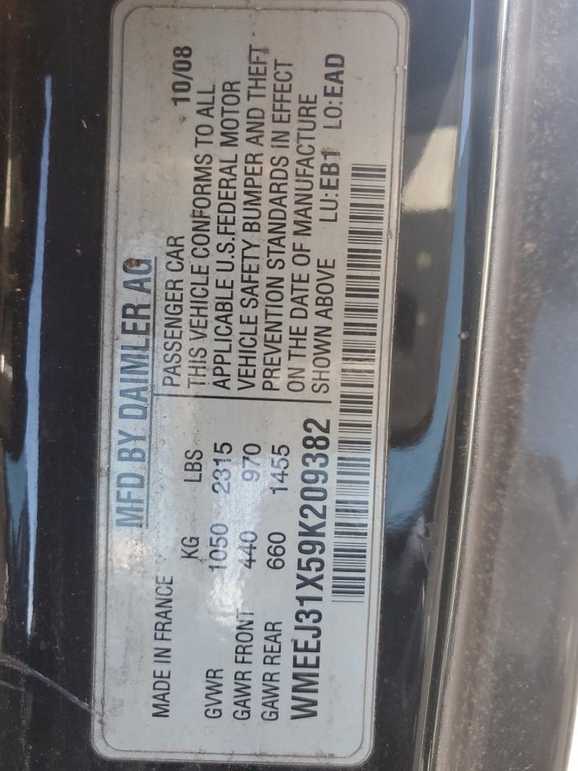 MFD BY DAIMLER AG
MADE IN FRANCE
PASSENGER CAR 10/08
KG LBS
GVWR 1050 2315
GAWR FRONT 440 970
GAWR REAR 660 1455
THIS VEHICLE CONFORMS TO ALL
APPLICABLE U.S.FEDERAL MOTOR
VEHICLE SAFETY BUMPER AND THEFT
PREVENTION STANDARDS IN EFFECT
ON THE DATE OF MANUFACTURE
SHOWN ABOVE LU:EB1 LO:EAD
WMEEJ31X59K209382